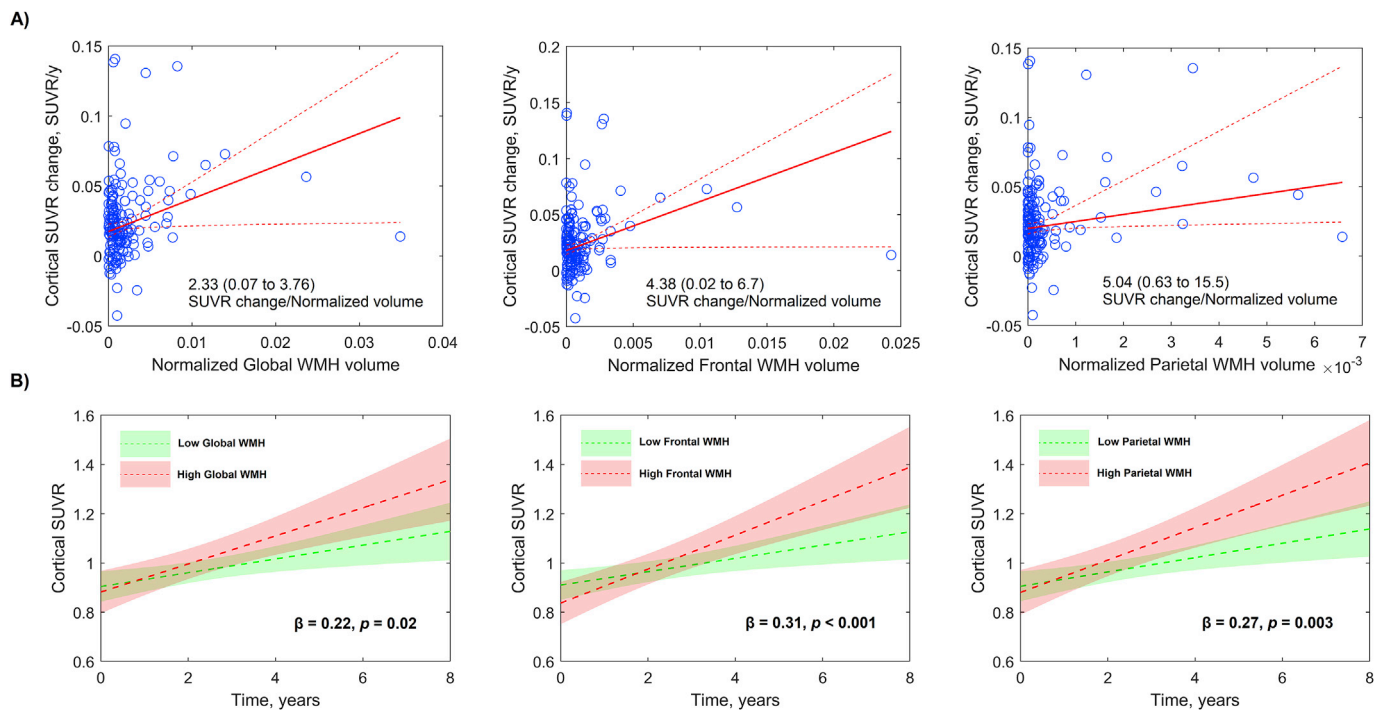 A)
Cortical SUVR change, SUVR/y
0.15
0.1
0.05
0
-0.05
2.33 (0.07 to 3.76)
SUVR change/Normalized volume
0 0.01 0.02 0.03 0.04
Normalized Global WMH volume
Cortical SUVR change, SUVR/y
0.2
0.15
0.1
0.05
0
-0.05
4.38 (0.02 to 6.7)
SUVR change/Normalized volume
0 0.005 0.01 0.015 0.02 0.025
Normalized Frontal WMH volume
Cortical SUVR change, SUVR/y
0.15
0.1
0.05
0
-0.05
5.04 (0.63 to 15.5)
SUVR change/Normalized volume
0 1 2 3 4 5 6 7
Normalized Parietal WMH volume ×10⁻³
B)
Cortical SUVR
1.6
1.4
1.2
1
0.8
0.6
Low Global WMH
High Global WMH
β = 0.22, p = 0.02
0 2 4 6 8
Time, years
Cortical SUVR
1.6
1.4
1.2
1
0.8
0.6
Low Frontal WMH
High Frontal WMH
β = 0.31, p < 0.001
0 2 4 6 8
Time, years
Cortical SUVR
1.6
1.4
1.2
1
0.8
0.6
Low Parietal WMH
High Parietal WMH
β = 0.27, p = 0.003
0 2 4 6 8
Time, years